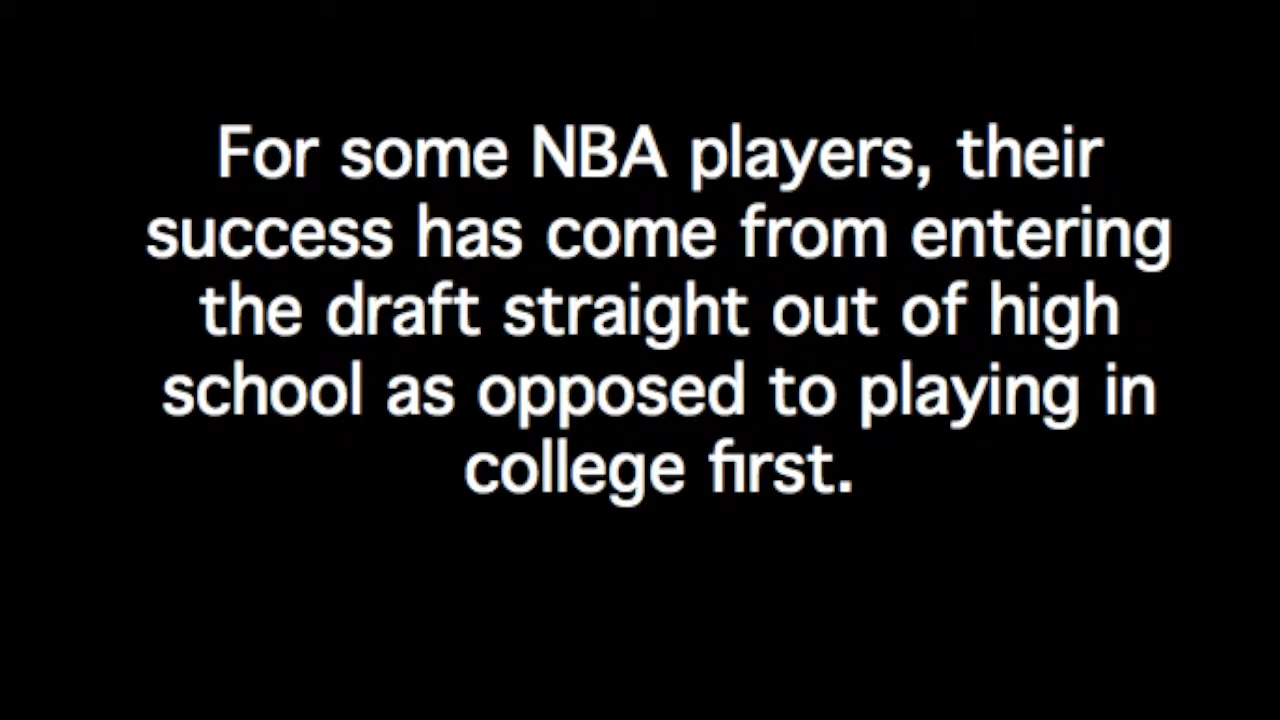 For some NBA players, their
success has come from entering
the draft straight out of high
school as opposed to playing in
college first.